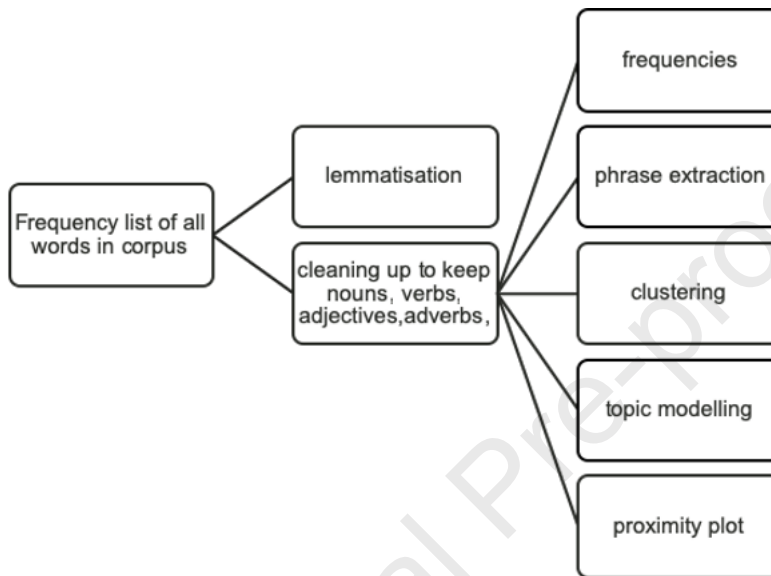 Frequency list of all
words in corpus
lemmatisation
cleaning up to keep
nouns, verbs,
adjectives,adverbs,
frequencies
phrase extraction
clustering
topic modelling
proximity plot